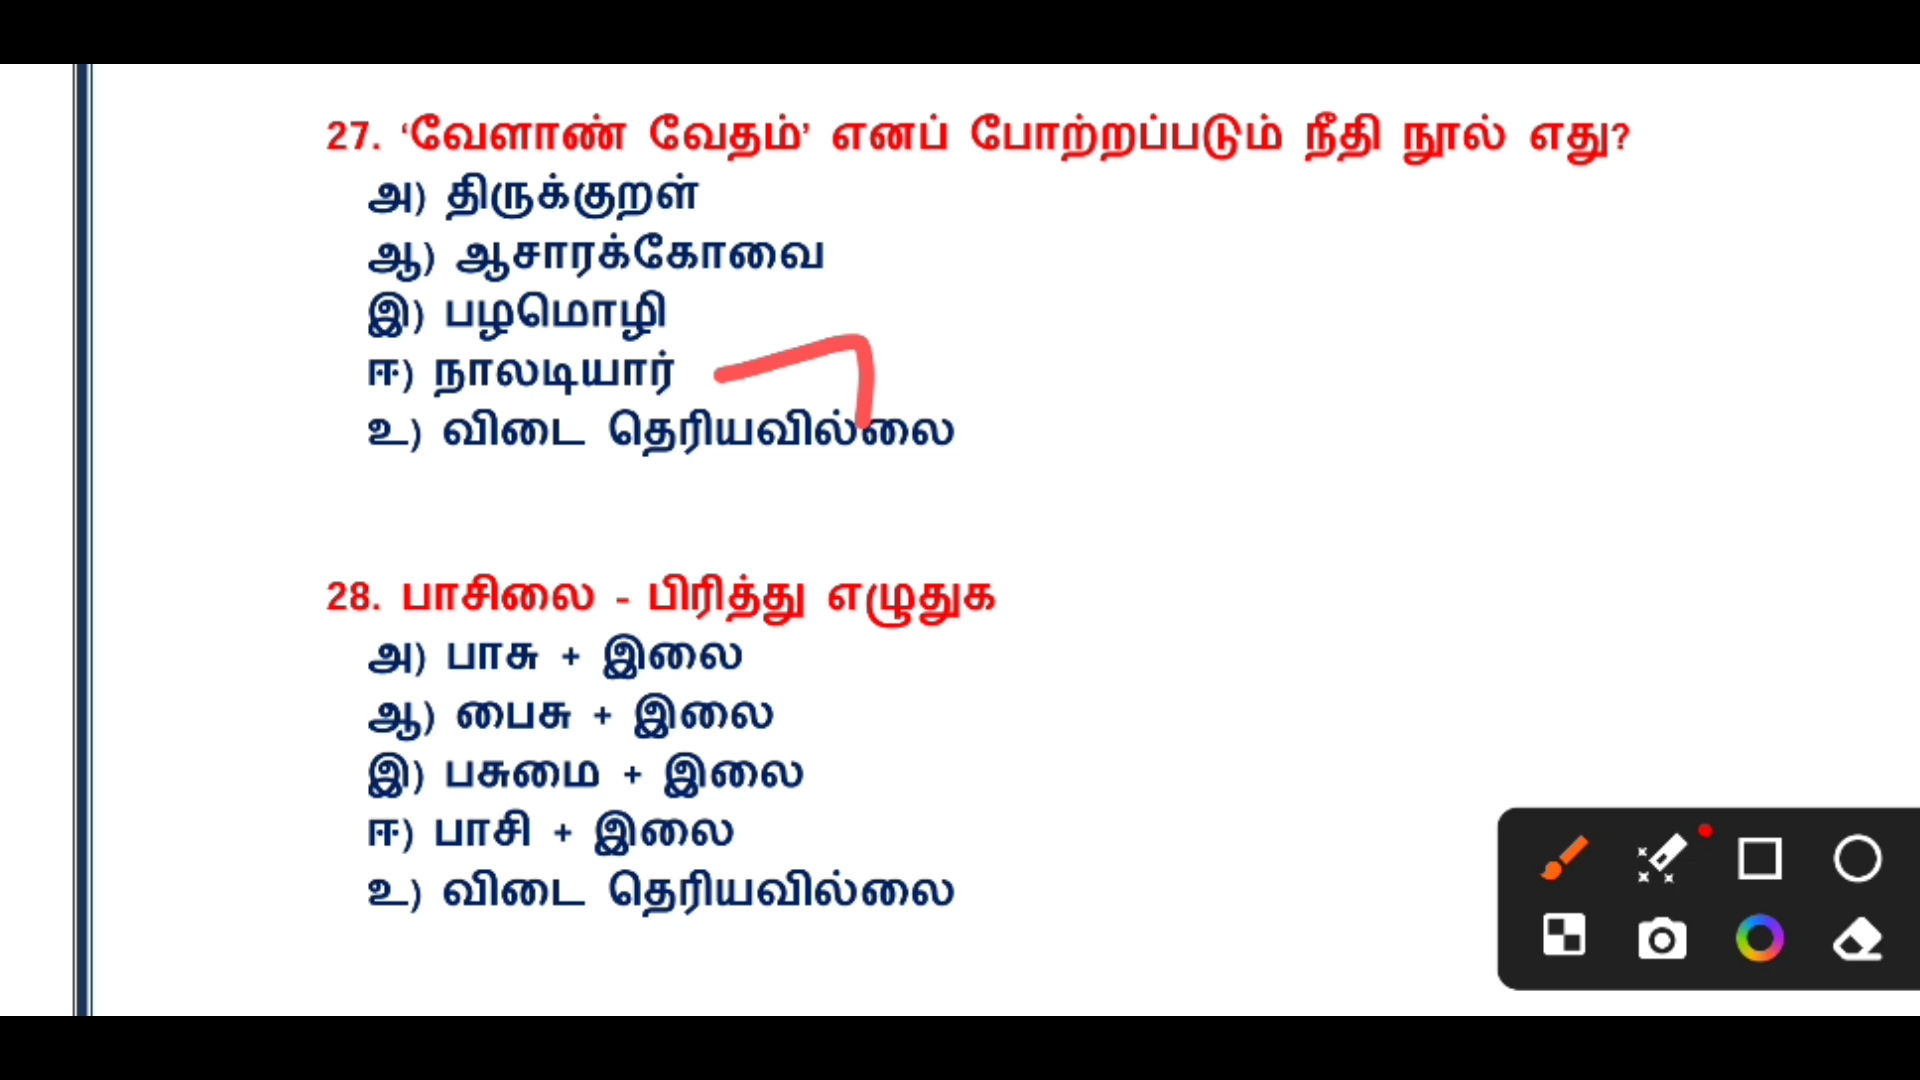 27. ‘வேளாண் வேதம்’ எனப் போற்றப்படும் நீதி நூல் எது?
அ) திருக்குறள்
ஆ) ஆசாரக்கோவை
இ) பழமொழி
ஈ) நாலடியார்
உ) விடை தெரியவில்லை
28. பாசிலை - பிரித்து எழுதுக
அ) பாசு + இலை
ஆ) பைசு + இலை
இ) பசுமை + இலை
ஈ) பாசி + இலை
உ) விடை தெரியவில்லை